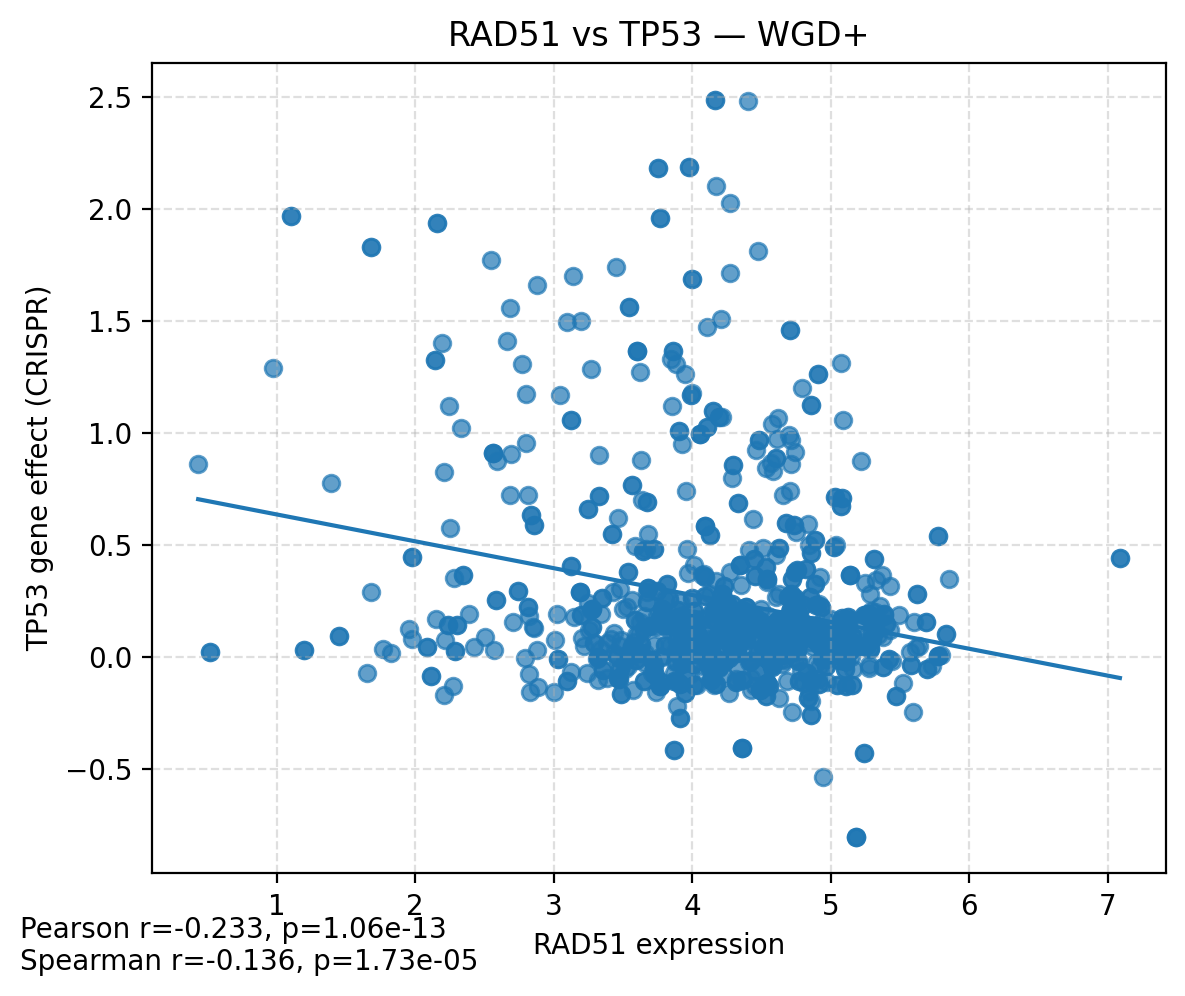 RAD51 vs TP53 — WGD+
TP53 gene effect (CRISPR)
2.5
2.0
1.5
1.0
0.5
0.0
−0.5
1 2 3 4 5 6 7
RAD51 expression
Pearson r=-0.233, p=1.06e-13
Spearman r=-0.136, p=1.73e-05